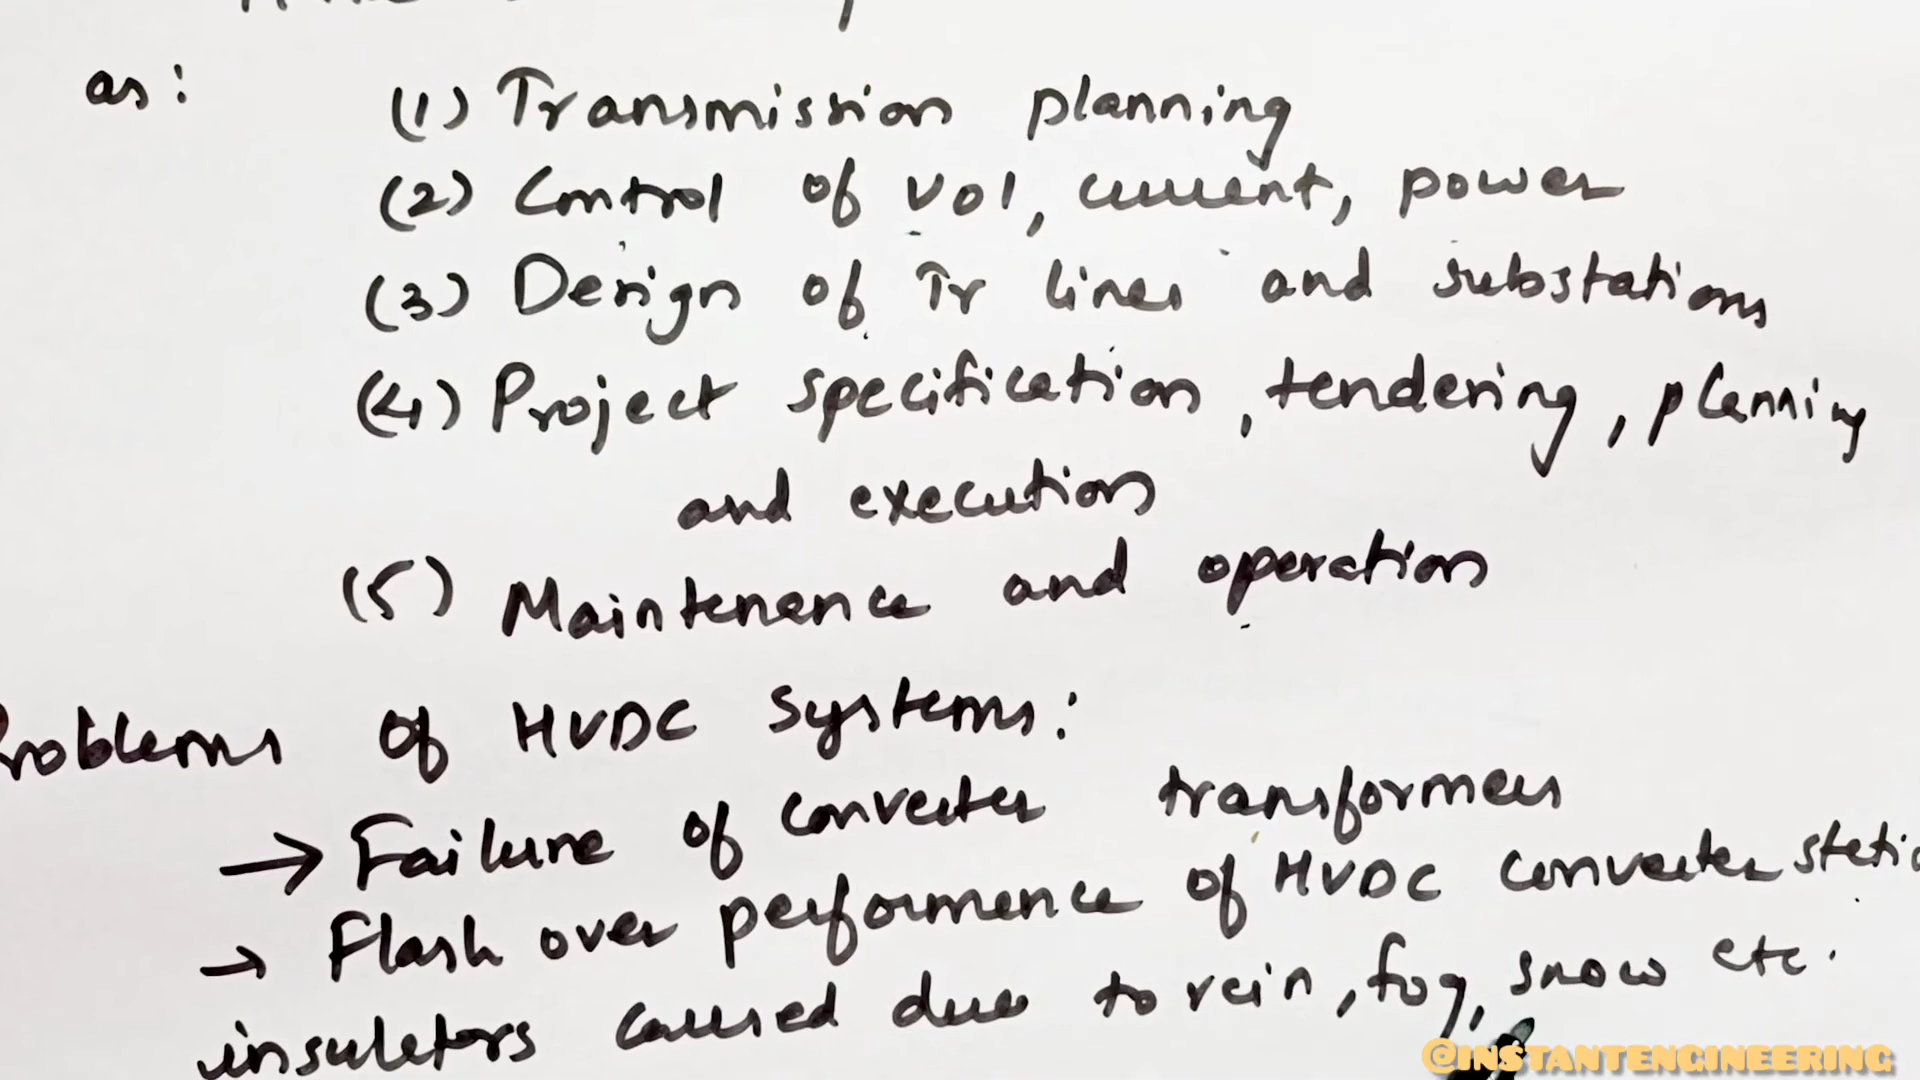 as:
(1) Transmission planning
(2) Control of vol, current, power
(3) Design of Tr lines and substations
(4) Project specification, tendering, planning
and execution
(5) Maintenence and operation
Problems of HVDC systems:
→ Failure of converter transformers
→ Flash over performence of HVDC converter
insulators caused due to rain, fog, snow etc.
@INSTANTENGINEERING